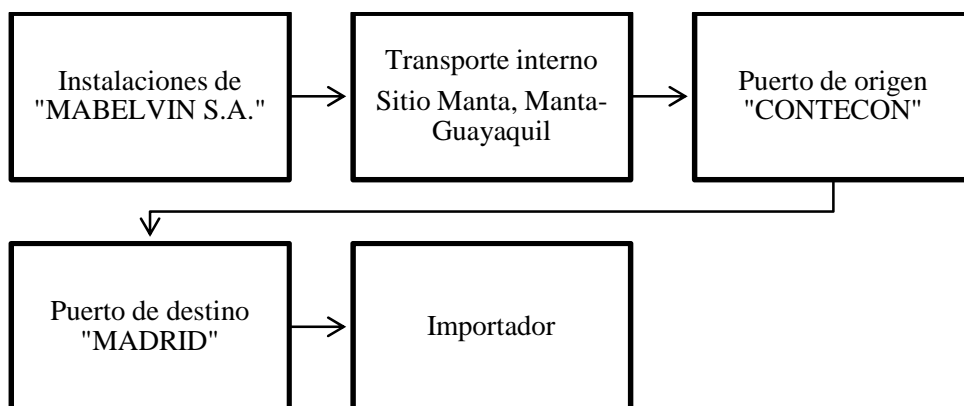 Instalaciones de
"MABELVIN S.A."
Transporte interno
Sitio Manta, Manta-
Guayaquil
Puerto de origen
"CONTECON"
Puerto de destino
"MADRID"
Importador